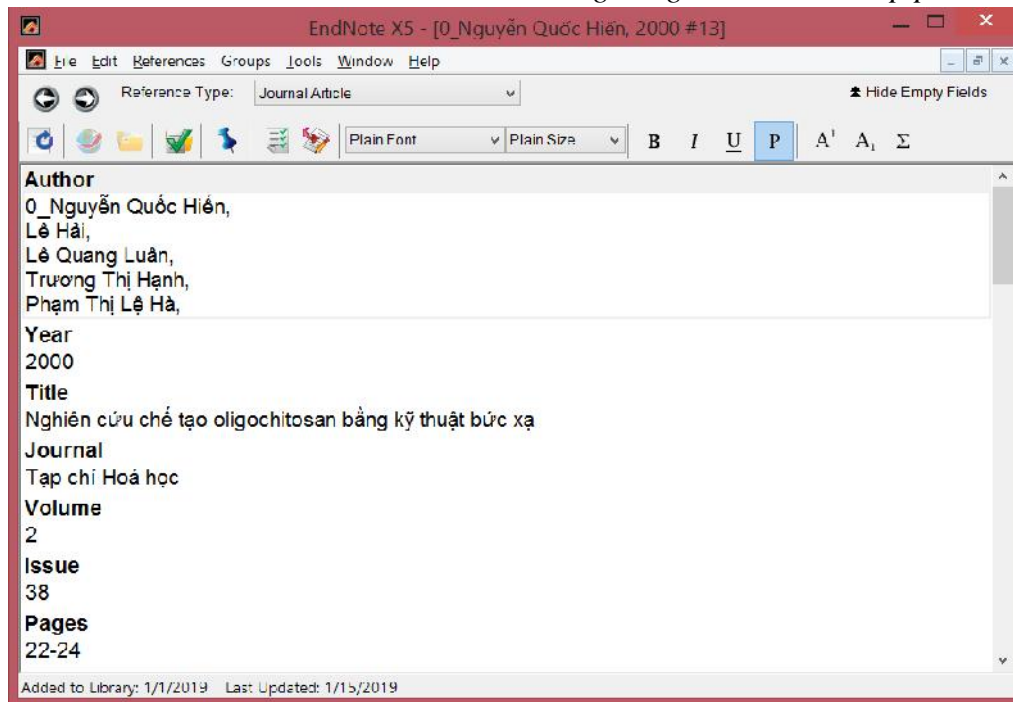 EndNote X5 - [0_Nguyễn Quốc Hiến, 2000 #13]
File Edit References Groups Tools Window Help
Reference Type: Journal Article Hide Empty Fields
Plain Font Plain Size B I U P A¹ A₁ Σ
Author
0_Nguyễn Quốc Hiến,
Lê Hải,
Lê Quang Luân,
Trương Thị Hạnh,
Phạm Thị Lệ Hà,
Year
2000
Title
Nghiên cứu chế tạo oligochitosan bằng kỹ thuật bức xạ
Journal
Tạp chí Hoá học
Volume
2
Issue
38
Pages
22-24
Added to Library: 1/1/2019 Last Updated: 1/15/2019